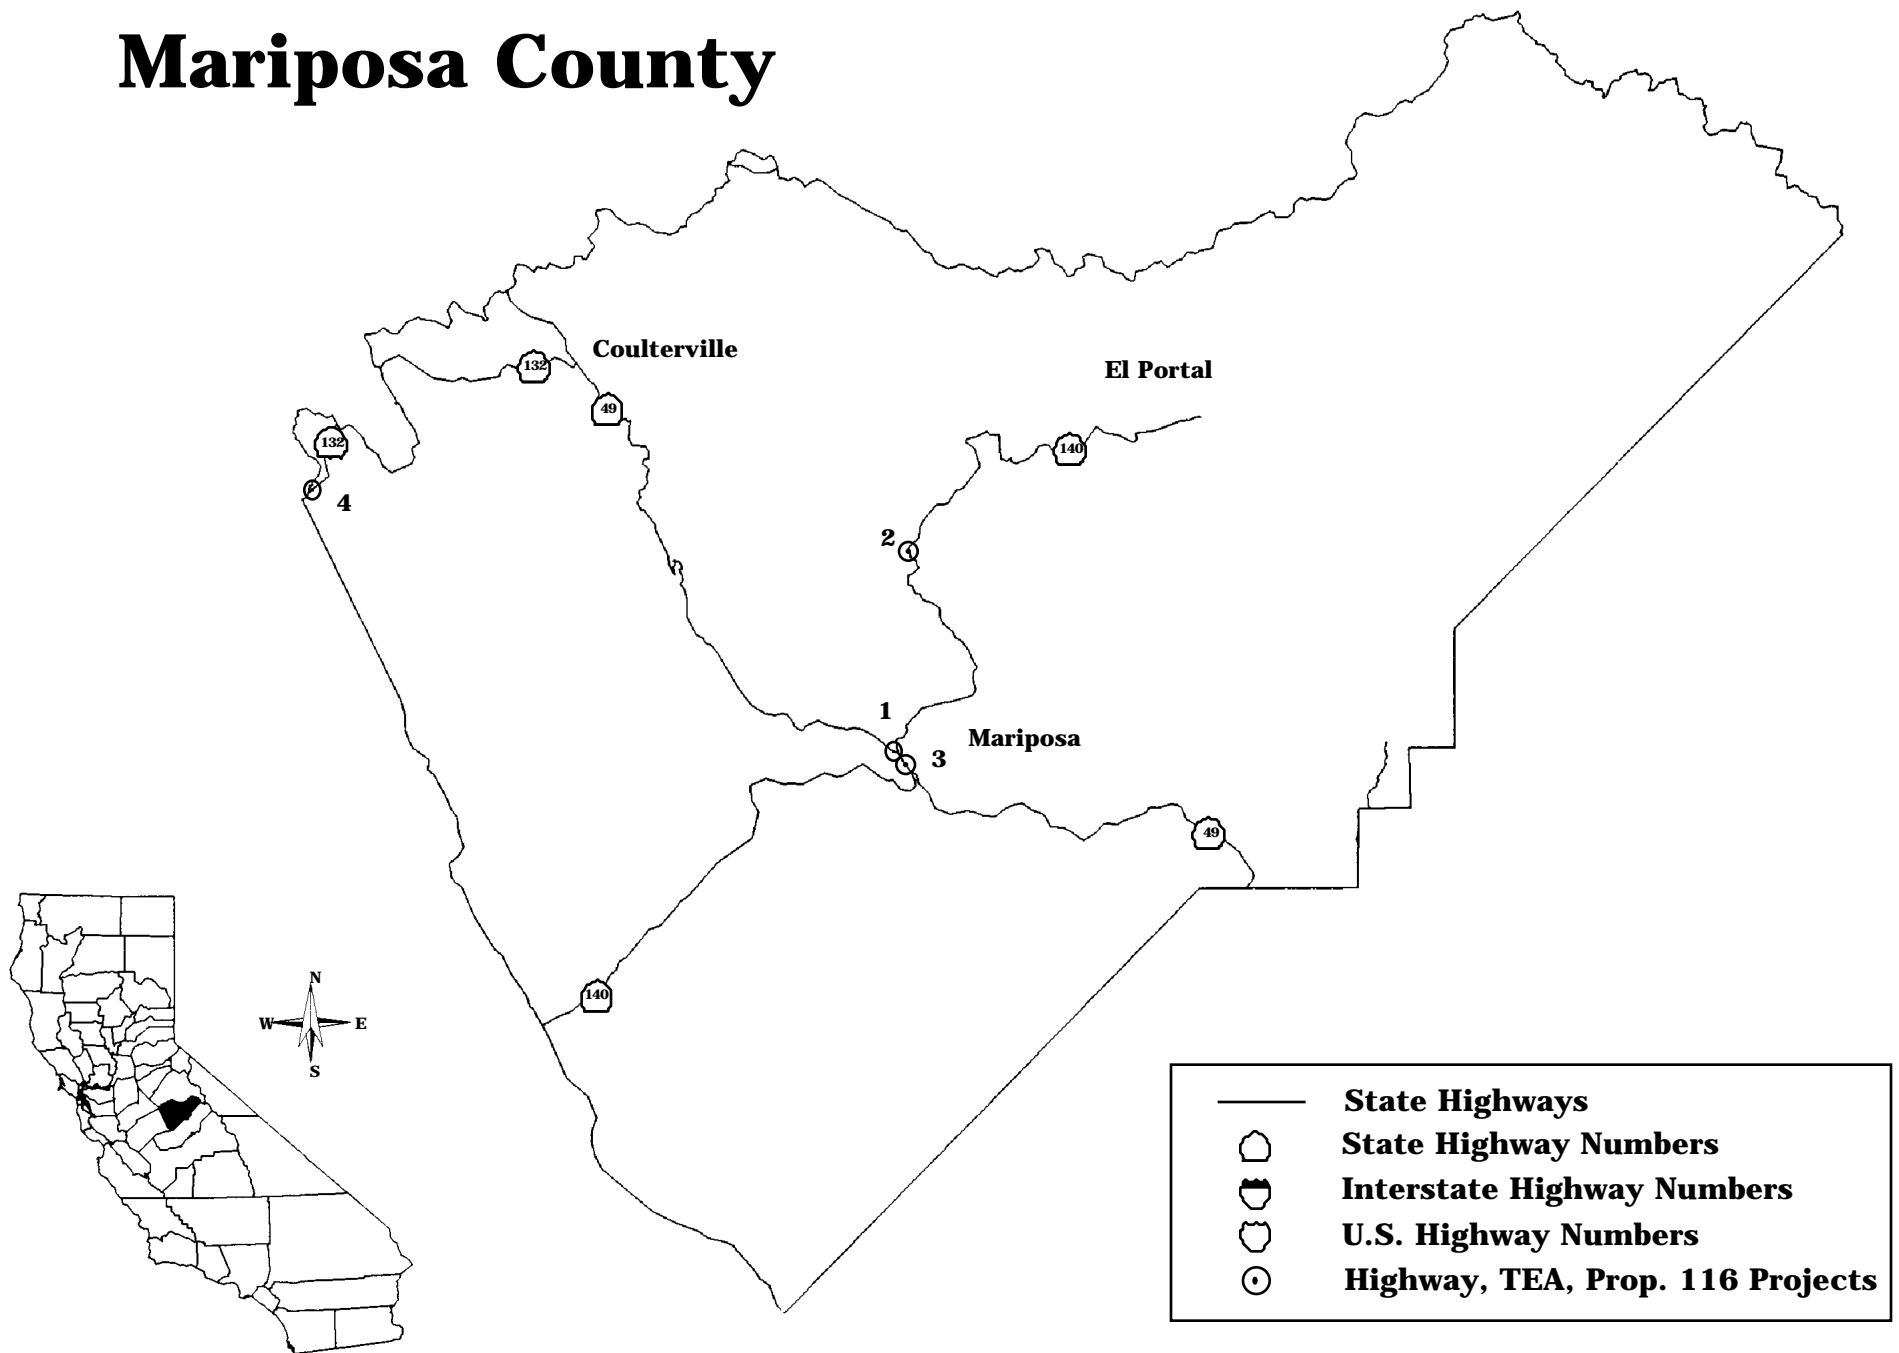 Mariposa County
Coulterville
132
El Portal
49
132
140
4
2
1
Mariposa
3
49
140
N
W
E
S
State Highways
State Highway Numbers
Interstate Highway Numbers
U.S. Highway Numbers
Highway, TEA, Prop. 116 Projects